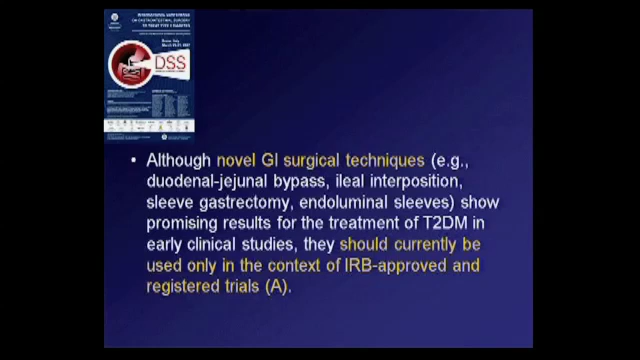 DSS
• Although novel GI surgical techniques (e.g.,
duodenal-jejunal bypass, ileal interposition,
sleeve gastrectomy, endoluminal sleeves) show
promising results for the treatment of T2DM in
early clinical studies, they should currently be
used only in the context of IRB-approved and
registered trials (A).